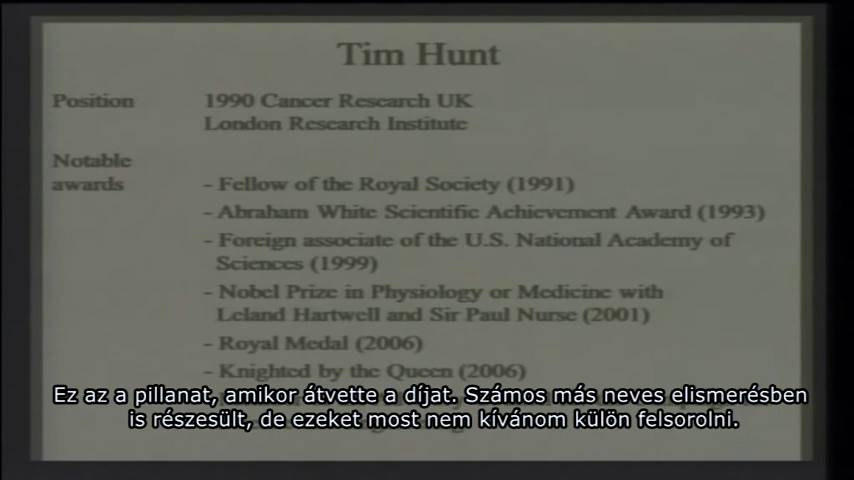 Tim Hunt
Position 1990 Cancer Research UK
London Research Institute
Notable
awards - Fellow of the Royal Society (1991)
- Abraham White Scientific Achievement Award (1993)
- Foreign associate of the U.S. National Academy of
Sciences (1999)
- Nobel Prize in Physiology or Medicine with
Leland Hartwell and Sir Paul Nurse (2001)
- Royal Medal (2006)
- Knighted by the Queen (2006)
Ez az a pillanat, amikor átvette a díjat. Számos más neves elismerésben
is részesült, de ezeket most nem kívánom külön felsorolni.